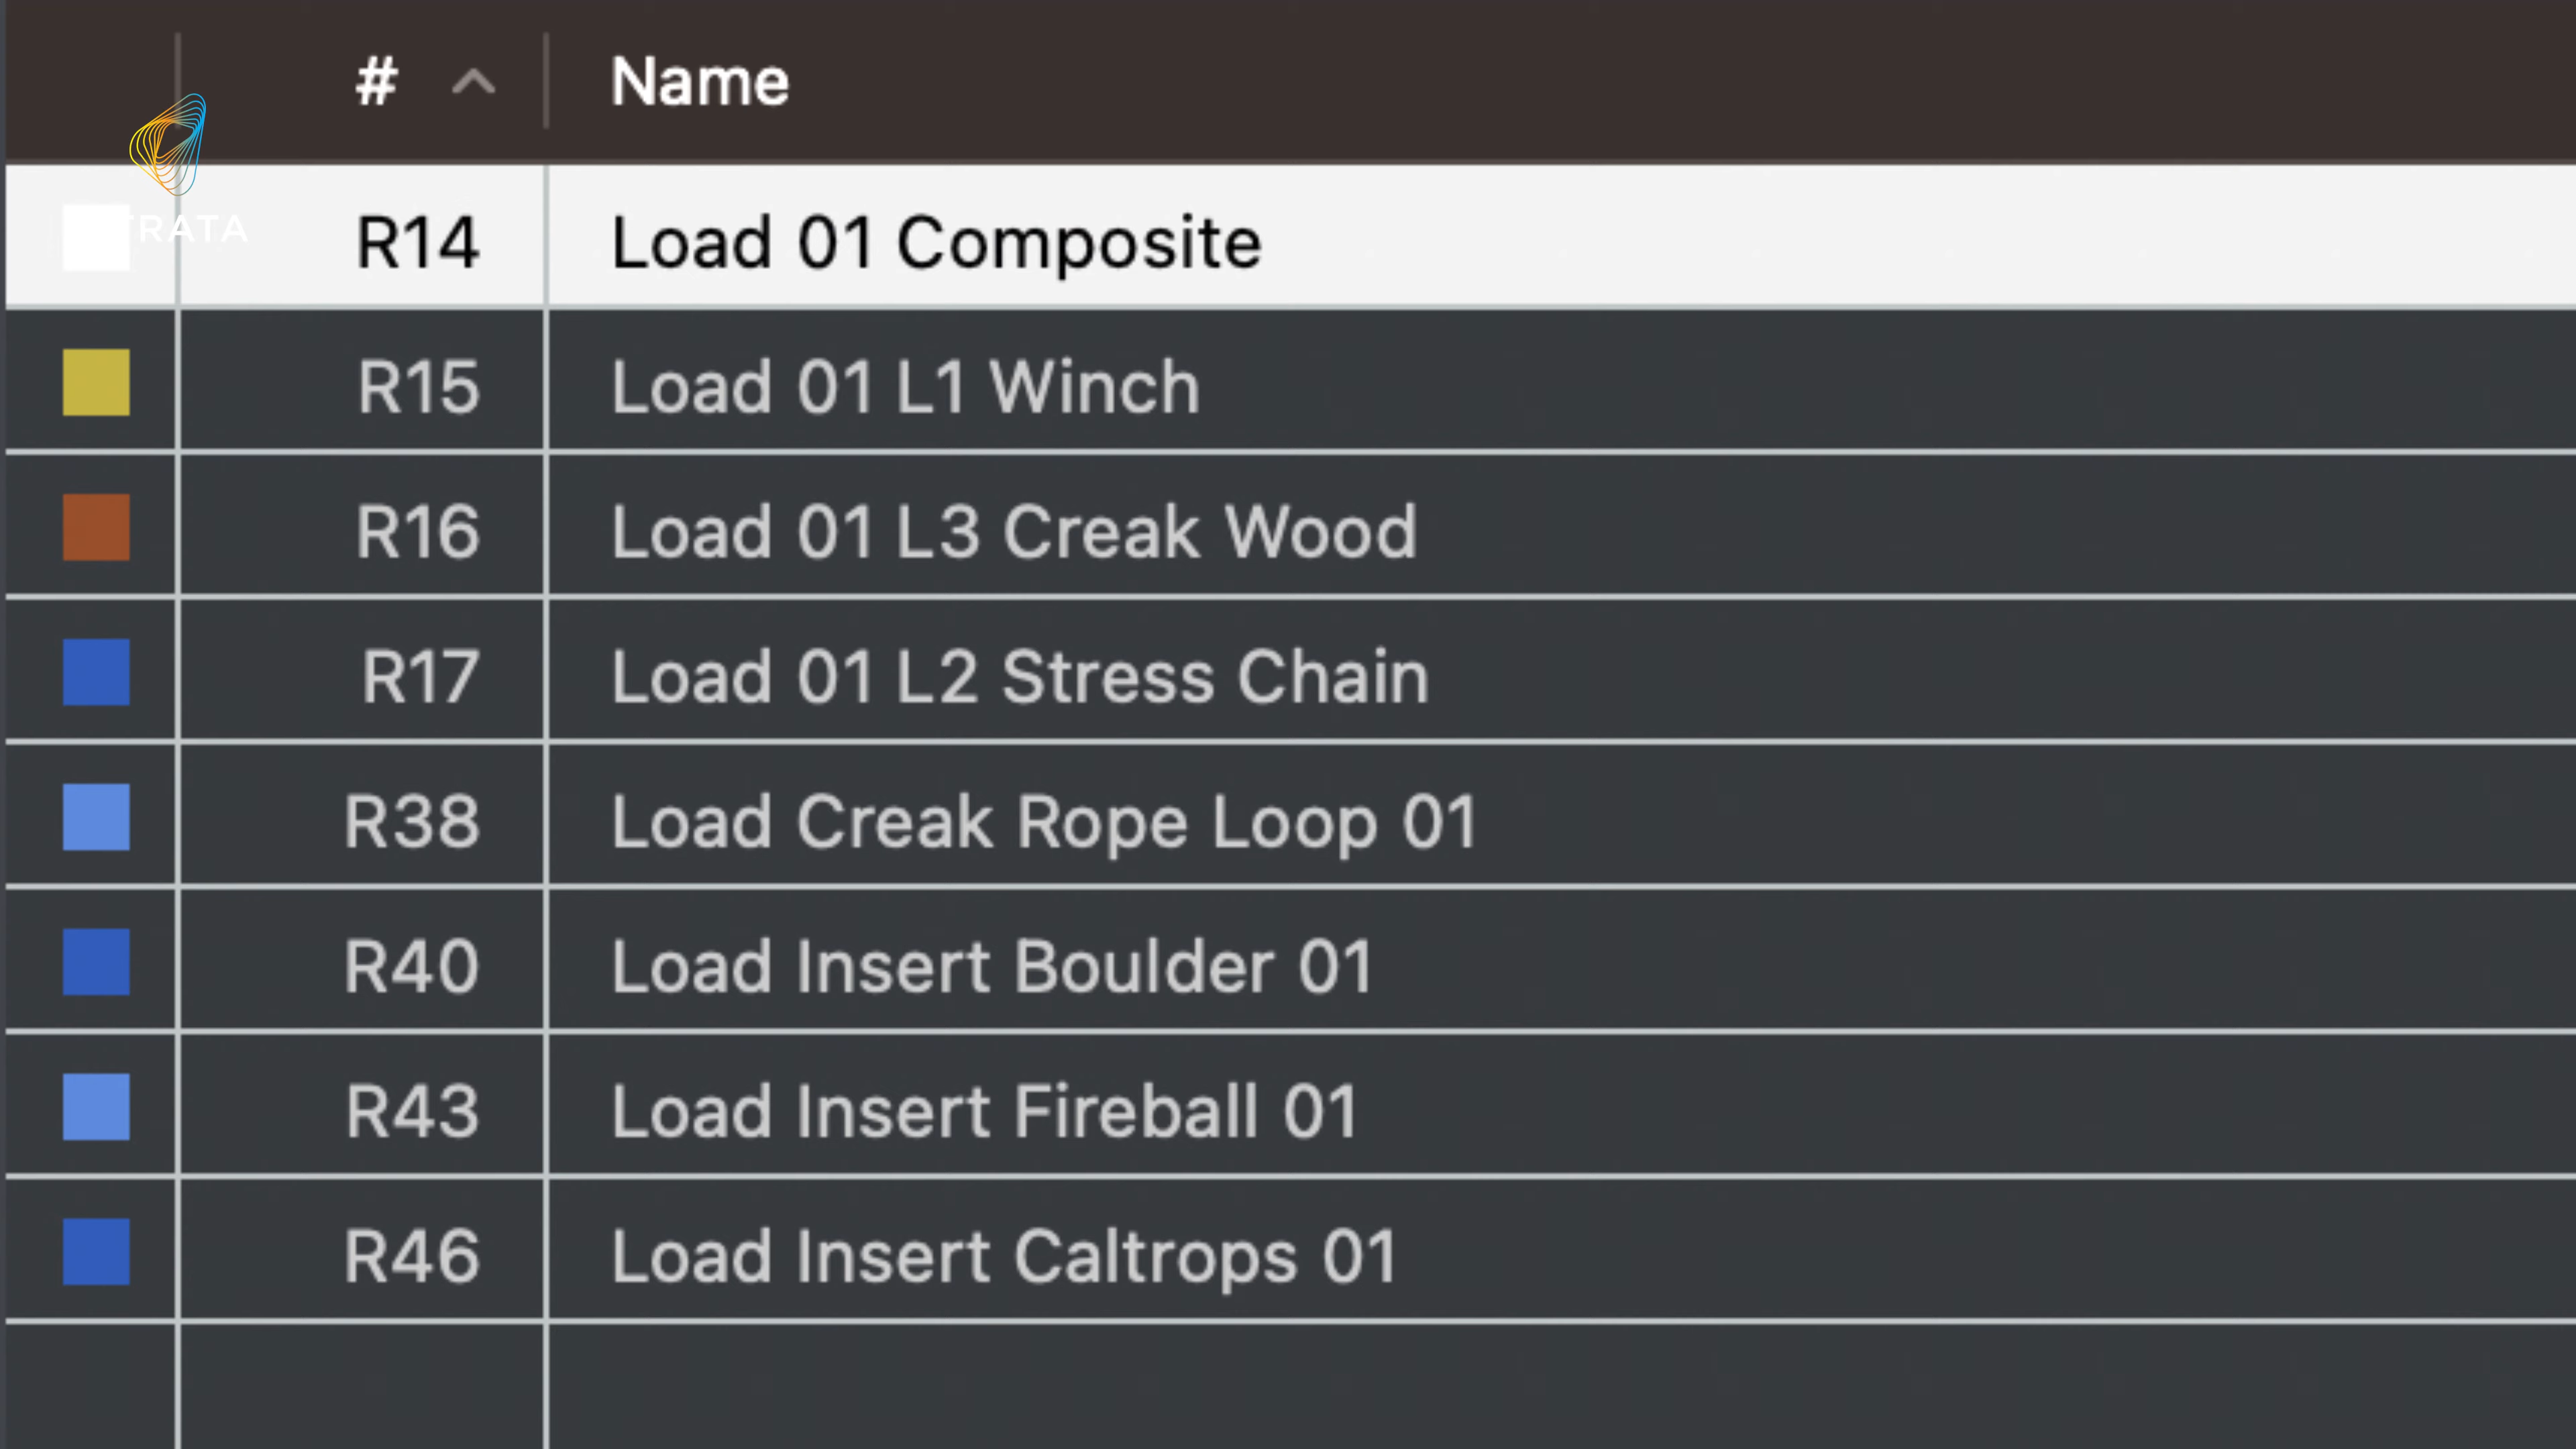 # Name
TRATA
R14 Load 01 Composite
R15 Load 01 L1 Winch
R16 Load 01 L3 Creak Wood
R17 Load 01 L2 Stress Chain
R38 Load Creak Rope Loop 01
R40 Load Insert Boulder 01
R43 Load Insert Fireball 01
R46 Load Insert Caltrops 01